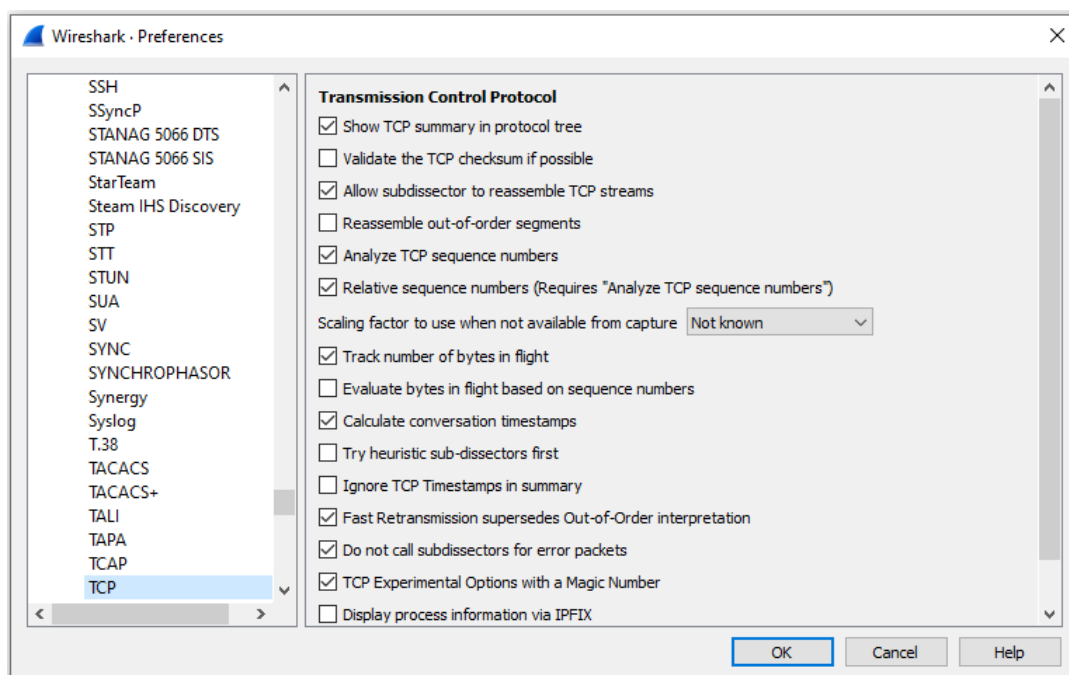 Wireshark · Preferences
SSH
SSyncP
STANAG 5066 DTS
STANAG 5066 SIS
StarTeam
Steam IHS Discovery
STP
STT
STUN
SUA
SV
SYNC
SYNCHROPHASOR
Synergy
Syslog
T.38
TACACS
TACACS+
TALI
TAPA
TCAP
TCP
Transmission Control Protocol
Show TCP summary in protocol tree
Validate the TCP checksum if possible
Allow subdissector to reassemble TCP streams
Reassemble out-of-order segments
Analyze TCP sequence numbers
Relative sequence numbers (Requires "Analyze TCP sequence numbers")
Scaling factor to use when not available from capture Not known
Track number of bytes in flight
Evaluate bytes in flight based on sequence numbers
Calculate conversation timestamps
Try heuristic sub-dissectors first
Ignore TCP Timestamps in summary
Fast Retransmission supersedes Out-of-Order interpretation
Do not call subdissectors for error packets
TCP Experimental Options with a Magic Number
Display process information via IPFIX
OK Cancel Help